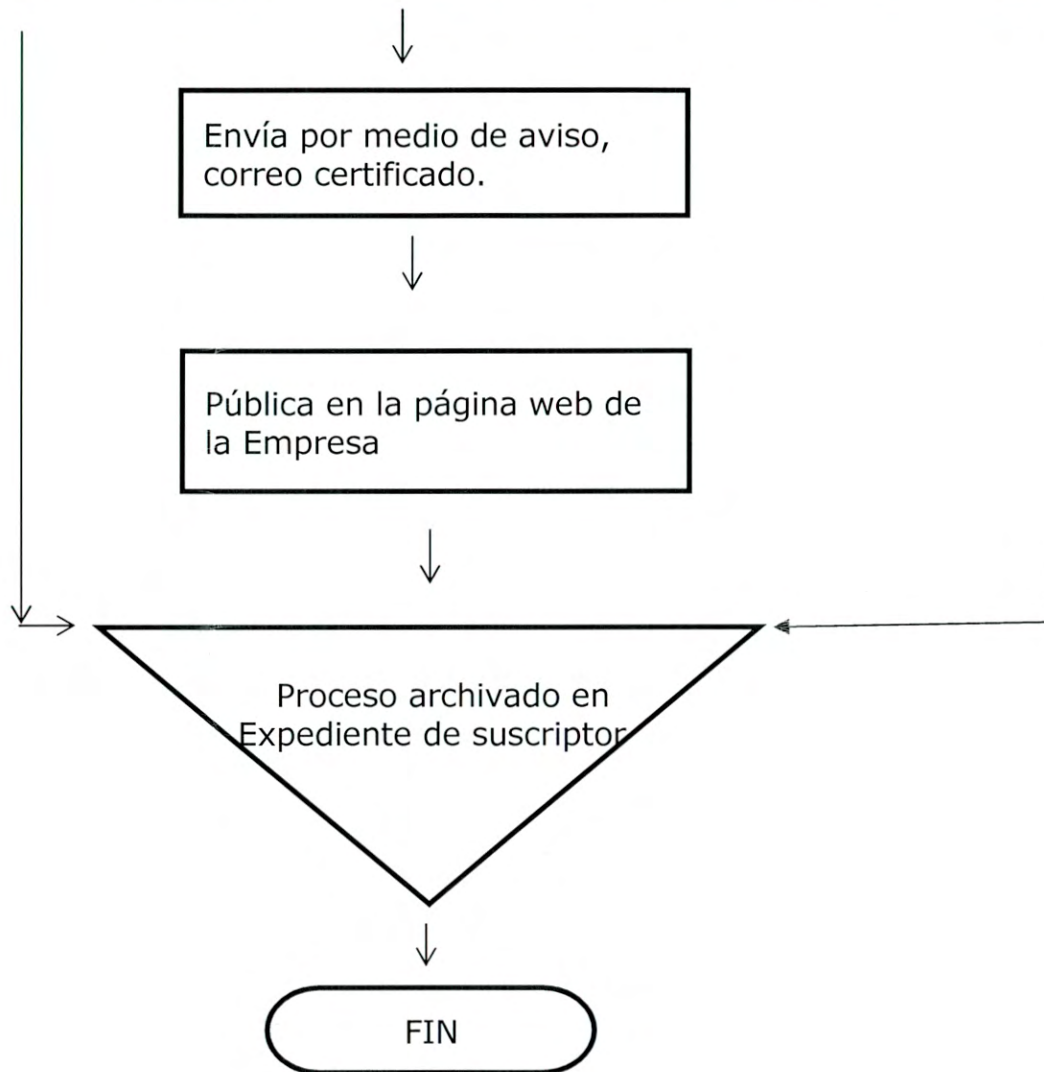 Envía por medio de aviso,
correo certificado.
Pública en la página web de
la Empresa
Proceso archivado en
Expediente de suscriptor
FIN